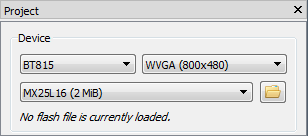 Project
Device
BT815
WVGA (800x480)
MX25L16 (2 MiB)
No flash file is currently loaded.